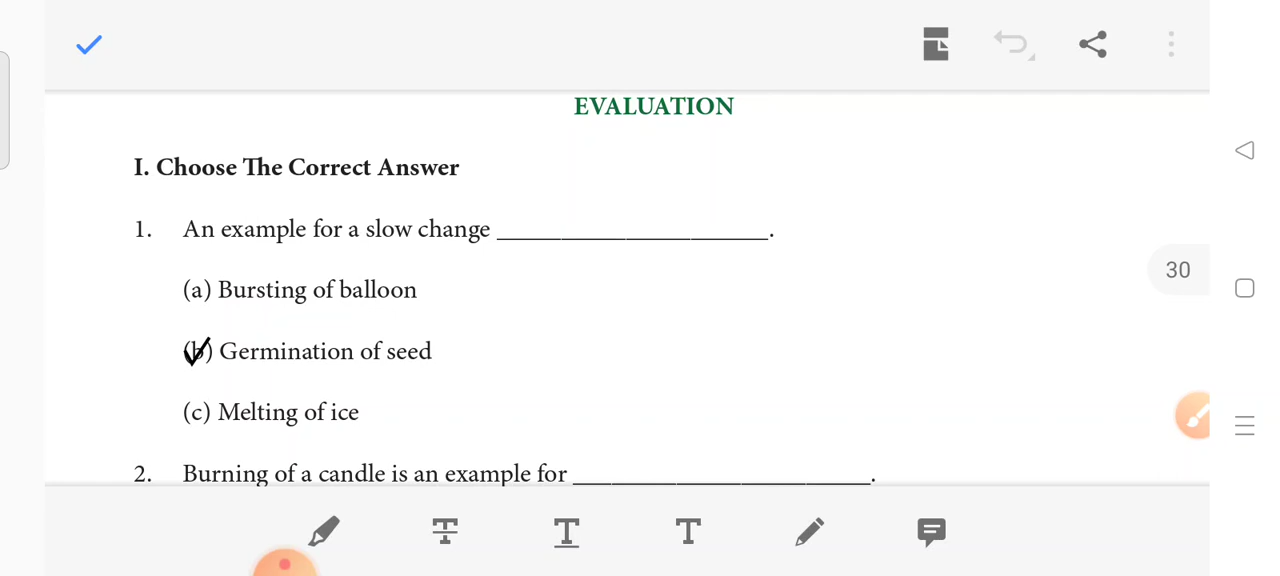 EVALUATION
I. Choose The Correct Answer
1. An example for a slow change ____________________.
(a) Bursting of balloon
30
(b) Germination of seed
(c) Melting of ice
2. Burning of a candle is an example for ______________________.